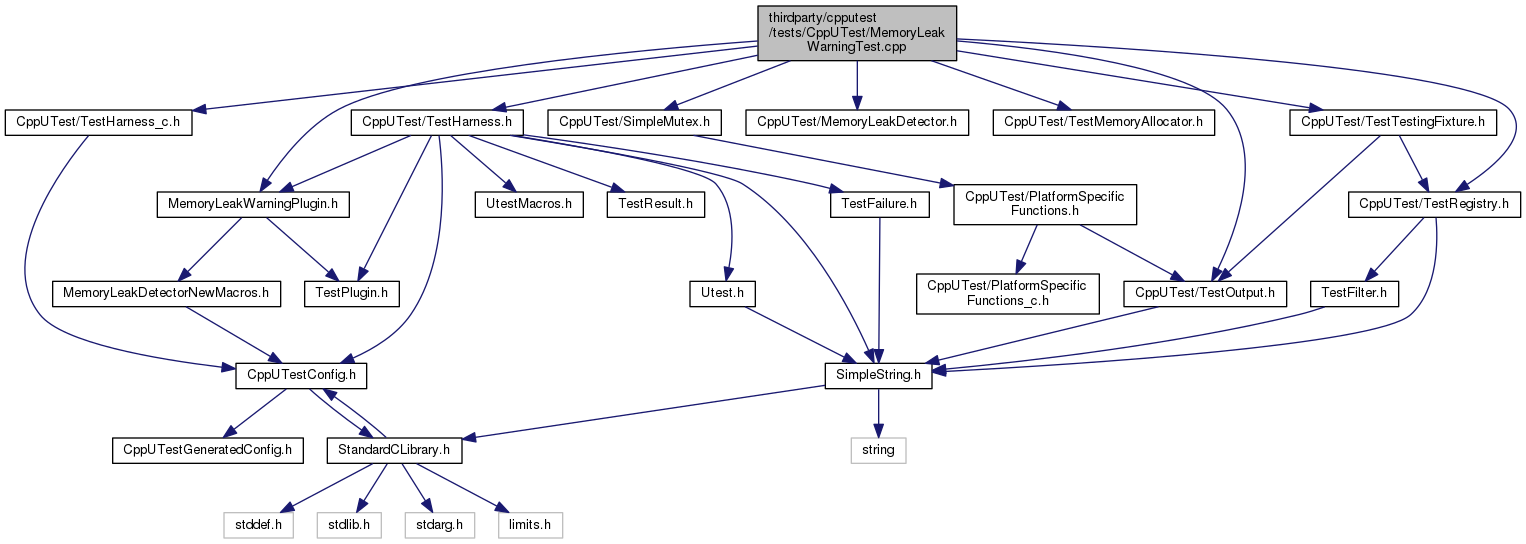 thirdparty/cpputest
/tests/CppUTest/MemoryLeak
WarningTest.cpp
CppUTest/TestHarness_c.h
CppUTest/TestHarness.h
CppUTest/SimpleMutex.h
CppUTest/MemoryLeakDetector.h
CppUTest/TestMemoryAllocator.h
CppUTest/TestTestingFixture.h
MemoryLeakWarningPlugin.h
UtestMacros.h
TestResult.h
TestFailure.h
CppUTest/PlatformSpecific
Functions.h
CppUTest/TestRegistry.h
MemoryLeakDetectorNewMacros.h
TestPlugin.h
Utest.h
CppUTest/PlatformSpecific
Functions_c.h
CppUTest/TestOutput.h
TestFilter.h
CppUTestConfig.h
SimpleString.h
CppUTestGeneratedConfig.h
StandardCLibrary.h
string
stddef.h
stdlib.h
stdarg.h
limits.h